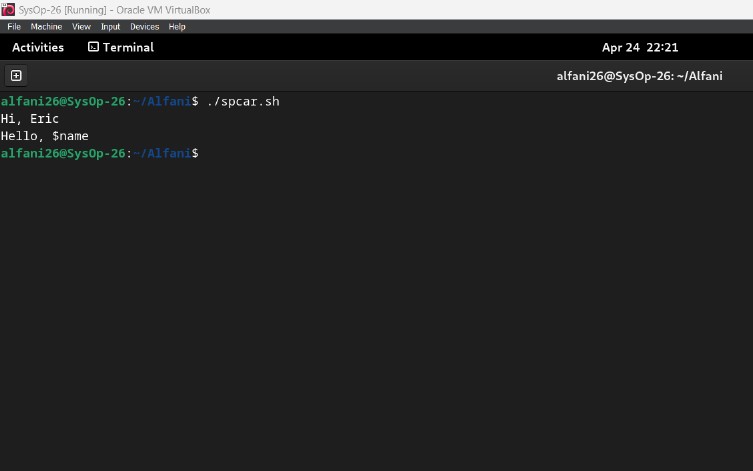 SysOp-26 [Running] - Oracle VM VirtualBox
File Machine View Input Devices Help
Activities Terminal Apr 24 22:21
alfani26@SysOp-26: ~/Alfani
alfani26@SysOp-26:~/Alfani$ ./spcar.sh
Hi, Eric
Hello, $name
alfani26@SysOp-26:~/Alfani$